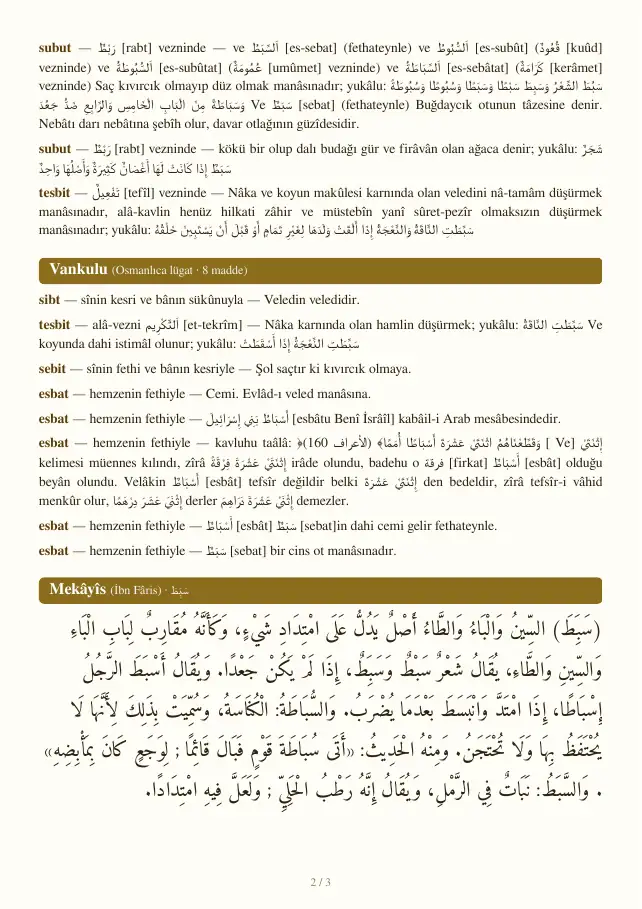 subut — رَبْطٌ [rabt] vezninde — ve اَلسَّبَطُ [es-sebat] (fethateynle) ve اَلسُّبُوطُ [es-subût] (قُعُودٌ [kuûd]
vezninde) ve اَلسُّبُوطَةُ [es-subûtat] (عُمُومَةٌ [umûmet] vezninde) ve اَلسَّبَاطَةُ [es-sebâtat] (كَرَامَةٌ [kerâmet]
vezninde) Saç kıvırcık olmayıp düz olmak manâsınadır; yukâlu: سَبُطَ الشَّعْرُ وَسَبِطَ سَبْطًا وَسَبَطًا وَسُبُوطًا وَسُبُوطَةً
وَسَبَاطَةً مِنَ الْبَابِ الْخَامِسِ وَالرَّابِعِ ضِدُّ جَعُدَ Ve سَبَطٌ [sebat] (fethateynle) Buğdaycık otunun tâzesine denir.
Nebâtı darı nebâtına şebîh olur, davar otlağının güzîdesidir.
subut — رَبْطٌ [rabt] vezninde — kökü bir olup dalı budağı gür ve firâvân olan ağaca denir; yukâlu: شَجَرٌ
سَبَطٌ إِذَا كَانَتْ لَهَا أَغْصَانٌ كَثِيرَةٌ وَأَصْلُهَا وَاحِدٌ
tesbit — تَفْعِيلٌ [tefîl] vezninde — Nâka ve koyun makûlesi karnında olan veledini nâ-tamâm düşürmek
manâsınadır, alâ-kavlin henüz hilkati zâhir ve müstebîn yanî sûret-pezîr olmaksızın düşürmek
manâsınadır; yukâlu: سَبَّطَتِ النَّاقَةُ وَالنَّعْجَةُ إِذَا أَلْقَتْ وَلَدَهَا لِغَيْرِ تَمَامٍ أَوْ قَبْلَ أَنْ يَسْتَبِينَ خَلْقُهُ
Vankulu (Osmanlıca lügat · 8 madde)
sibt — sînin kesri ve bânın sükûnuyla — Veledin veledidir.
tesbit — alâ-vezni اَلتَّكْرِيم [et-tekrîm] — Nâka karnında olan hamlin düşürmek; yukâlu: سَبَّطَتِ النَّاقَةُ Ve
koyunda dahi istimâl olunur; yukâlu: سَبَّطَتِ النَّعْجَةُ إِذَا أَسْقَطَتْ
sebit — sînin fethi ve bânın kesriyle — Şol saçtır ki kıvırcık olmaya.
esbat — hemzenin fethiyle — Cemi. Evlâd-ı veled manâsına.
esbat — hemzenin fethiyle — أَسْبَاطُ بَنِي إِسْرَائِيلَ [esbâtu Benî İsrâîl] kabâil-i Arab mesâbesindedir.
esbat — hemzenin fethiyle — kavluhu taâlâ: ﴿وَقَطَّعْنَاهُمُ اثْنَتَيْ عَشْرَةَ أَسْبَاطًا أُمَمًا﴾ (الأعراف 160) [ Ve] إِثْنَتَيْ
kelimesi müennes kılındı, zîrâ إِثْنَتَيْ عَشْرَةَ فِرْقَةً irâde olundu, badehu o فرقة [firkat] أَسْبَاطٌ [esbât] olduğu
beyân olundu. Velâkin أَسْبَاطٌ [esbât] tefsîr değildir belki إِثْنَتَيْ عَشْرَةَ den bedeldir, zîrâ tefsîr-i vâhid
menkûr olur, إِثْنَيْ عَشَرَ دِرْهَمًا derler إِثْنَتَيْ عَشْرَةَ دَرَاهِمَ demezler.
esbat — hemzenin fethiyle — أَسْبَاطٌ [esbât] سَبَطٌ [sebat]in dahi cemi gelir fethateynle.
esbat — hemzenin fethiyle — سَبَطٌ [sebat] bir cins ot manâsınadır.
Mekâyîs (İbn Fâris) · سَبَطَ
(سَبَطَ) السِّينُ وَالْبَاءُ وَالطَّاءُ أَصْلٌ يَدُلُّ عَلَى امْتِدَادِ شَيْءٍ، وَكَأَنَّهُ مُقَارِبٌ لِبَابِ الْبَاءِ
وَالسِّينِ وَالطَّاءِ، يُقَالُ شَعْرٌ سَبْطٌ وَسَبَطٌ، إِذَا لَمْ يَكُنْ جَعْدًا. وَيُقَالُ أَسْبَطَ الرَّجُلُ
إِسْبَاطًا، إِذَا امْتَدَّ وَانْبَسَطَ بَعْدَمَا يُضْرَبُ. وَالسُّبَاطَةُ: الْكُنَاسَةُ، وَسُمِّيَتْ بِذَلِكَ لِأَنَّهَا لَا
يُحْتَفَظُ بِهَا وَلَا تُحْتَجَنُ. وَمِنْهُ الْحَدِيثُ: «أَتَى سُبَاطَةَ قَوْمٍ فَبَالَ قَائِمًا ; لِوَجَعٍ كَانَ بِمَأْبِضِهِ»
. وَالسَّبَطُ: نَبَاتٌ فِي الرَّمْلِ، وَيُقَالُ إِنَّهُ رَطْبُ الْحَلِيِّ ; وَلَعَلَّ فِيهِ امْتِدَادًا.
2 / 3